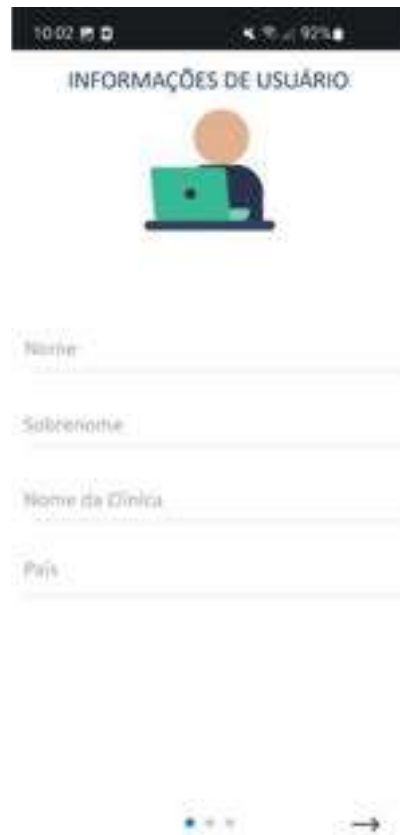 10:02 92%
INFORMAÇÕES DE USUÁRIO
Nome
Sobrenome
Nome da Clínica
País